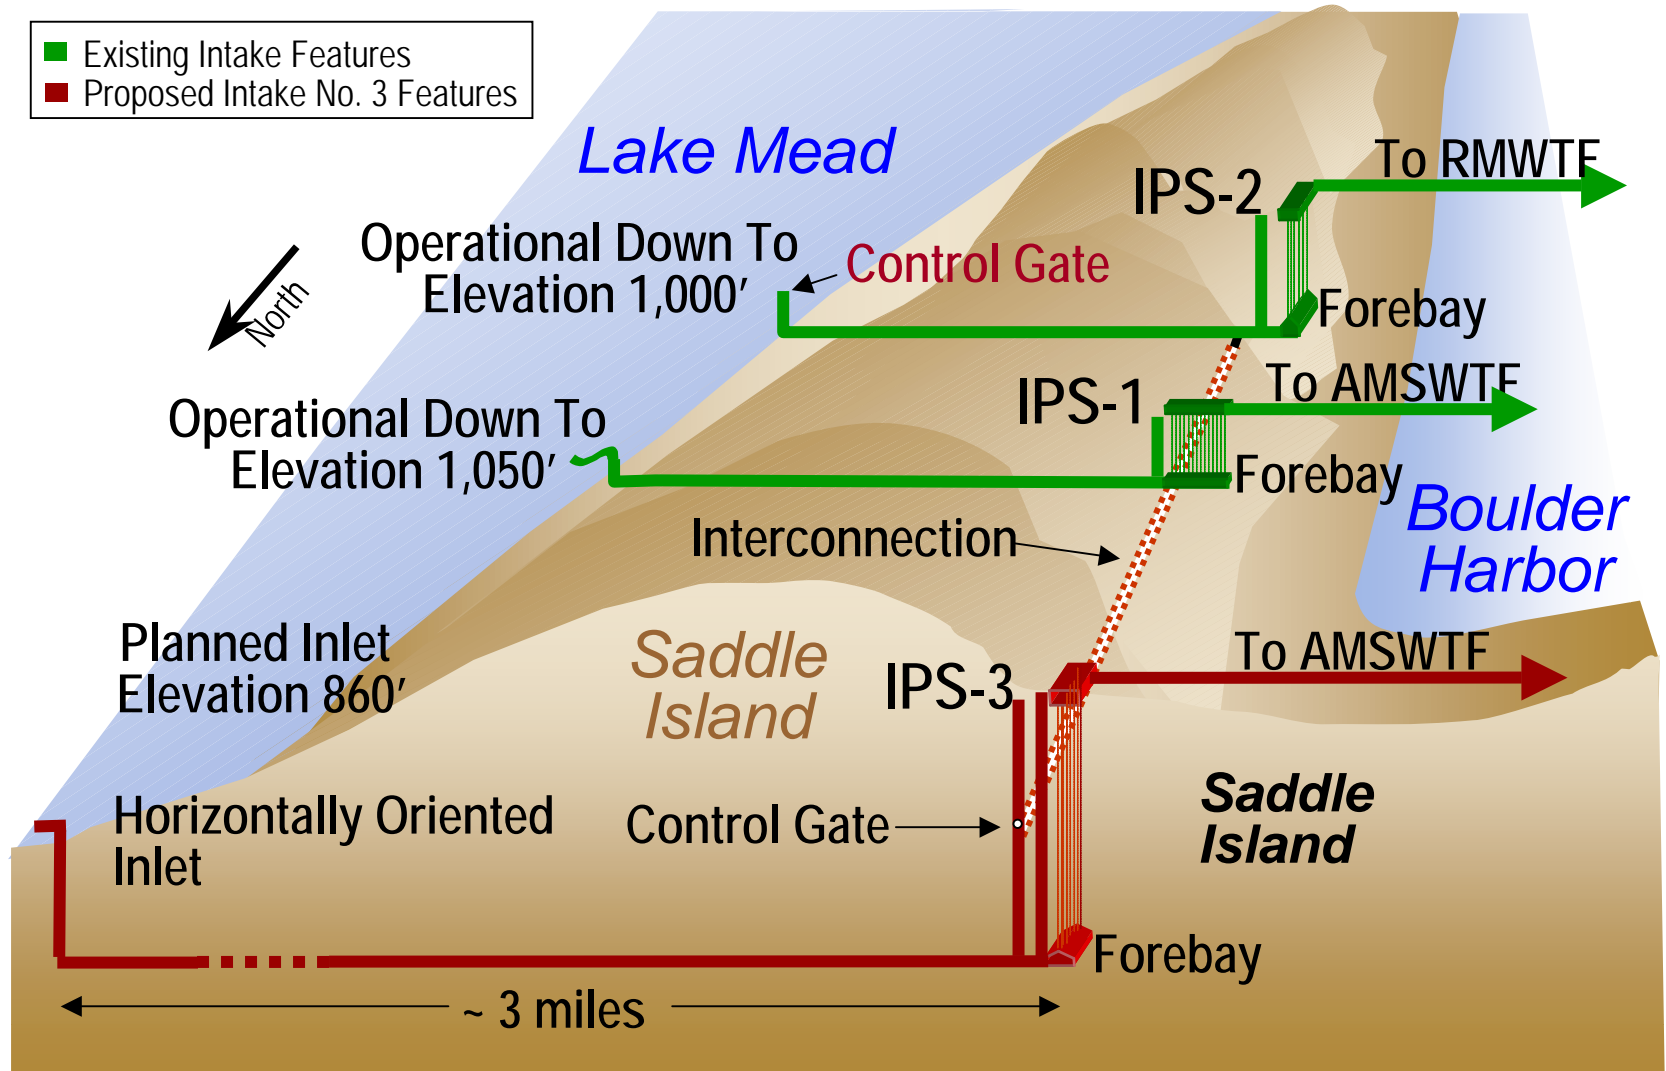 Existing Intake Features
Proposed Intake No. 3 Features
Lake Mead
To RMWTF
IPS-2
Operational Down To
Elevation 1,000’
Control Gate
North
Forebay
To AMSWTF
IPS-1
Operational Down To
Elevation 1,050’
Forebay
Boulder
Harbor
Interconnection
Planned Inlet
Elevation 860’
Saddle
Island
To AMSWTF
IPS-3
Horizontally Oriented
Inlet
Control Gate
Saddle
Island
Forebay
~ 3 miles